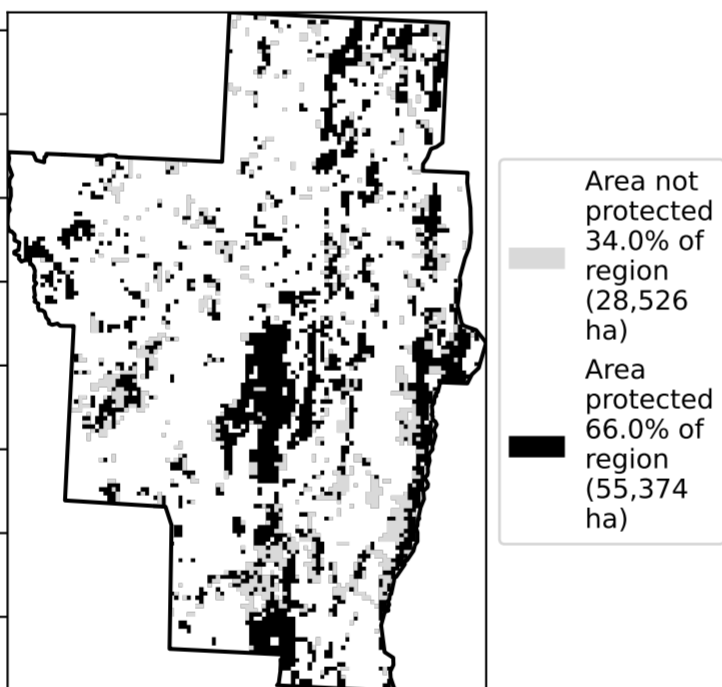 Area not
protected
34.0% of
region
(28,526
ha)
Area
protected
66.0% of
region
(55,374
ha)